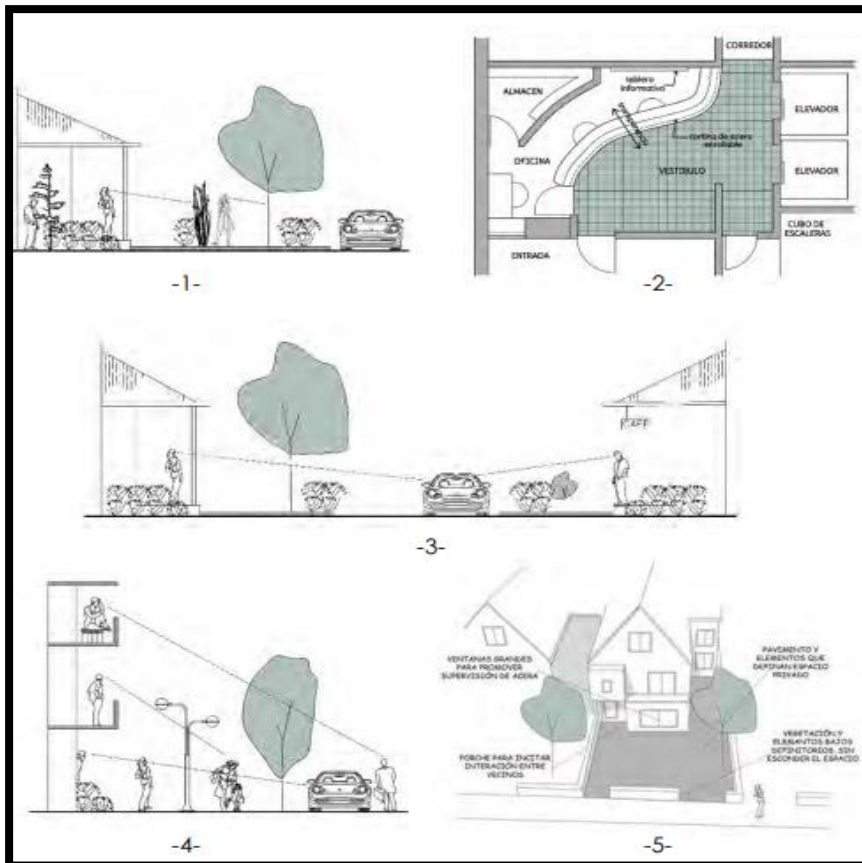 -1-
CORREDOR
ALMACEN
tablero
informativo
ELEVADOR
cortina de acero
enrollable
OFICINA
VESTIBULO
ELEVADOR
CUBO DE
ESCALERAS
ENTRADA
-2-
CAFE
-3-
-4-
VENTANAS GRANDES
PARA PROMOVER
SUPERVISIÓN DE ACERA
PAVIMENTO Y
ELEMENTOS QUE
DEFINAN ESPACIO
PRIVADO
VEGETACIÓN Y
ELEMENTOS BAJOS
DEFINITORIOS, SIN
ESCONDER EL ESPACIO
PORCHE PARA INCITAR
INTERACIÓN ENTRE
VECINOS
-5-